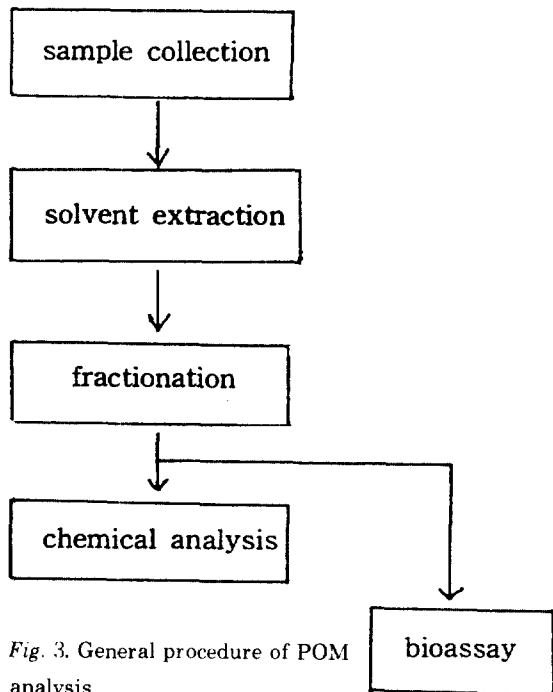 sample collection
solvent extraction
fractionation
chemical analysis
bioassay
Fig. 3. General procedure of POM
analysis